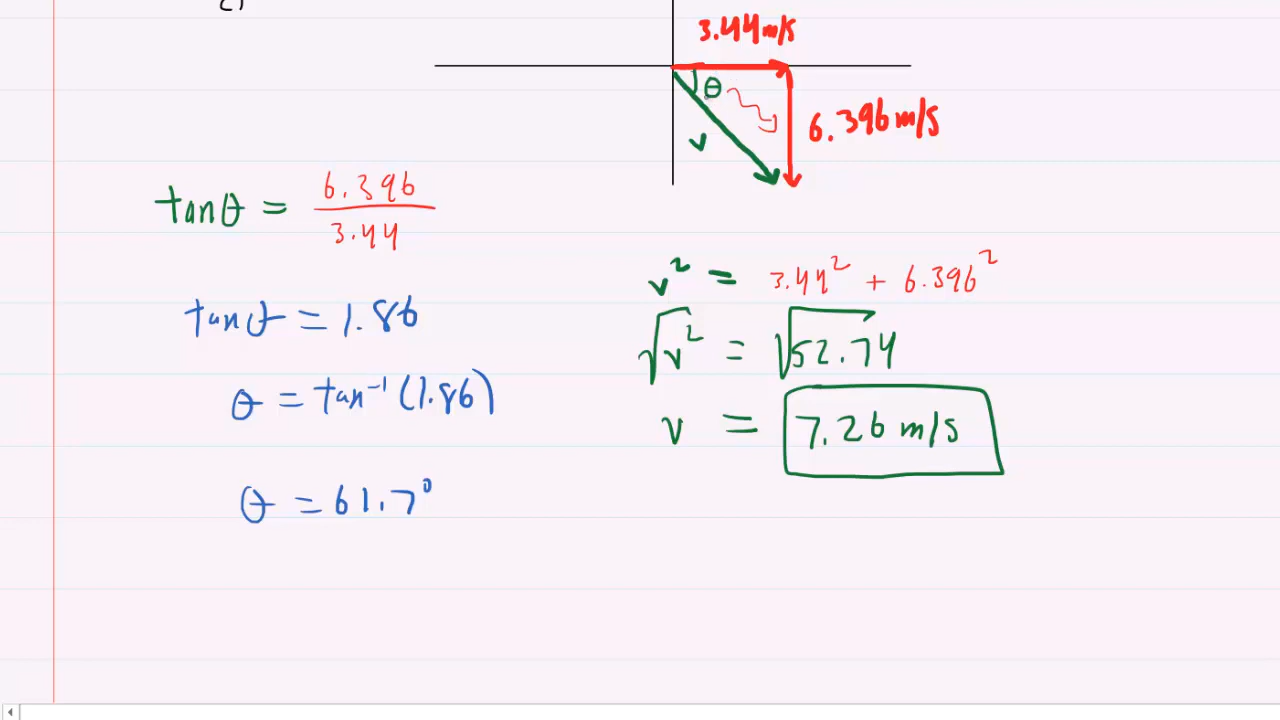 3.44 m/s
θ
6.396 m/s
v
tanθ = 6.396 / 3.44
tanθ = 1.86
θ = tan⁻¹(1.86)
θ = 61.7°
v² = 3.44² + 6.396²
√v² = √52.74
v = 7.26 m/s